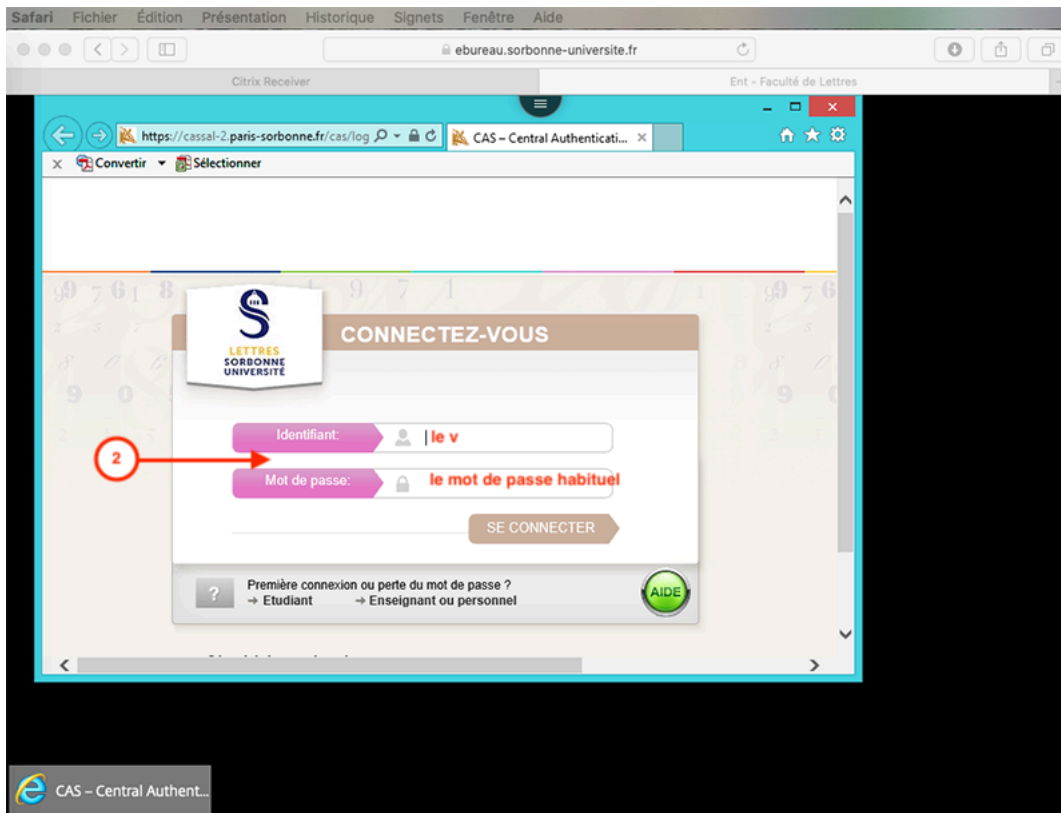 Safari Fichier Édition Présentation Historique Signets Fenêtre Aide
ebureau.sorbonne-universite.fr
Citrix Receiver
Ent - Faculté de Lettres
https://cassal-2.paris-sorbonne.fr/cas/log
CAS – Central Authenticati...
x Convertir Sélectionner
LETTRES
SORBONNE
UNIVERSITÉ
CONNECTEZ-VOUS
Identifiant:
le v
2
Mot de passe:
le mot de passe habituel
SE CONNECTER
?
Première connexion ou perte du mot de passe ?
→ Etudiant → Enseignant ou personnel
AIDE
CAS – Central Authent...